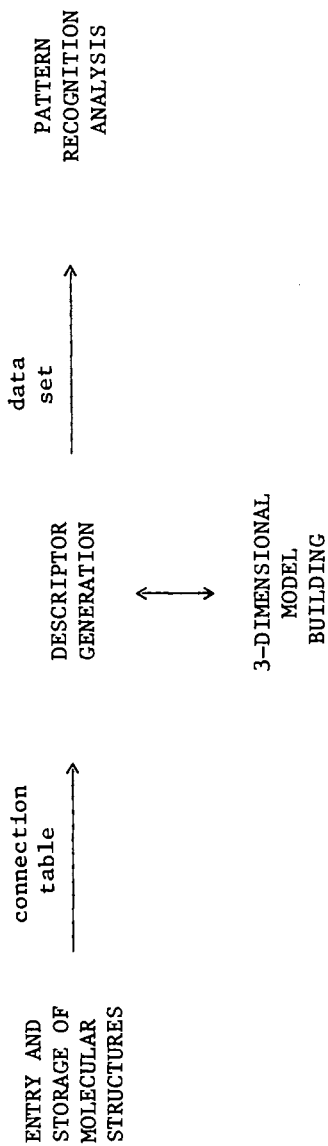 ENTRY AND
STORAGE OF
MOLECULAR
STRUCTURES
connection
table
DESCRIPTOR
GENERATION
3-DIMENSIONAL
MODEL
BUILDING
data
set
PATTERN
RECOGNITION
ANALYSIS